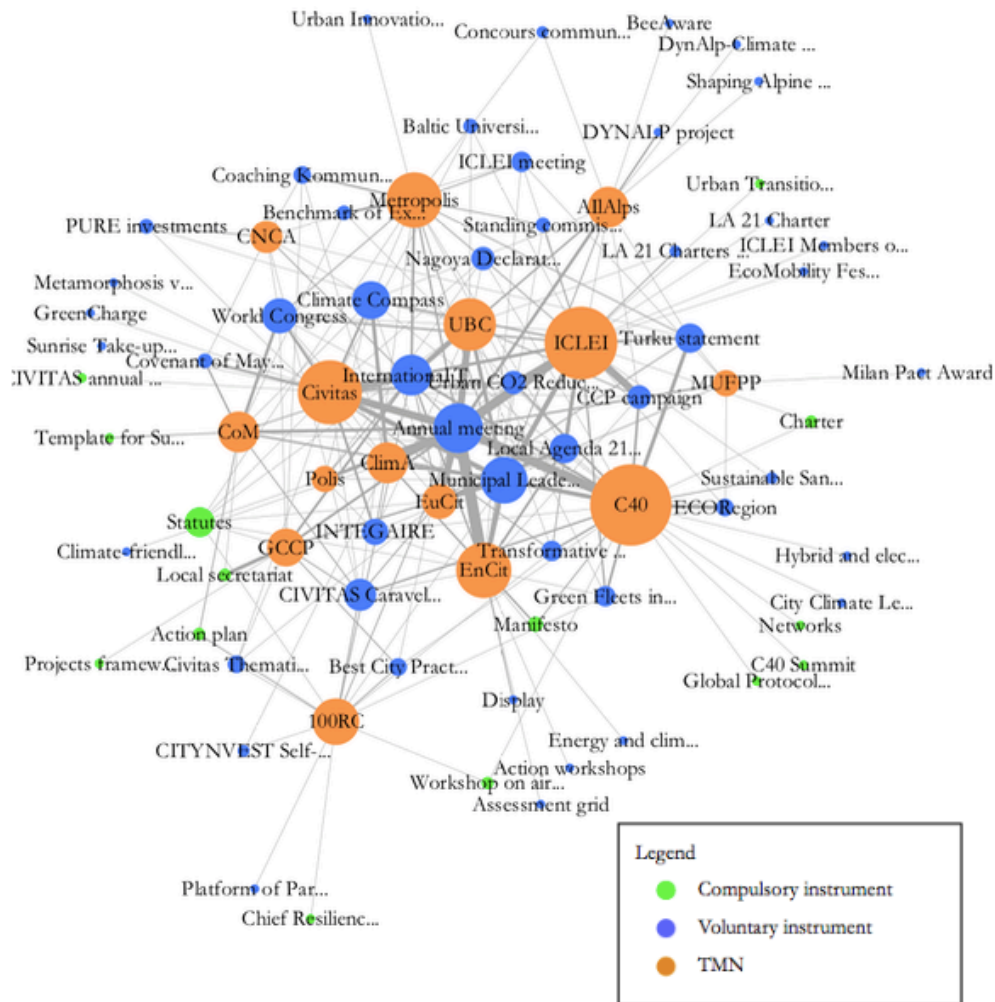 Urban Innovatio...
BeeAware
Concours commun...
DynAlp-Climate ...
Shaping Alpine ...
Baltic Universi...
DYNALP project
ICLEI meeting
Coaching Kommun...
Urban Transitio...
Metropolis
AllAlps
Benchmark of Ex...
PURE investments
CNCA
Standing commis...
LA 21 Charter
LA 21 Charters ...
ICLEI Members o...
Nagoya Declarat...
EcoMobility Fes...
Metamorphosis v...
Climate Compass
GreenCharge
World Congress
UBC
ICLEI
Turku statement
Sunrise Take-up...
Covenant of May...
CIVITAS annual ...
International T...
Urban CO2 Reduc...
Civitas
CCP campaign
MUFPP
Milan Pact Award
Template for Su...
CoM
Annual meeting
Charter
Local Agenda 21...
ClimA
Polis
Municipal Leade...
Sustainable San...
EuCit
C40
ECORegion
Statutes
INTEGAIRE
Climate-friendl...
GCCP
Transformative ...
Hybrid and elec...
Local secretariat
EnCit
CIVITAS Caravel...
Green Fleets in...
City Climate Le...
Manifesto
Networks
Action plan
Projects framew...
Civitas Themati...
Best City Pract...
C40 Summit
Global Protocol...
Display
100RC
CITYNVEST Self-...
Energy and clim...
Action workshops
Workshop on air...
Assessment grid
Platform of Par...
Chief Resilienc...
Legend
Compulsory instrument
Voluntary instrument
TMN